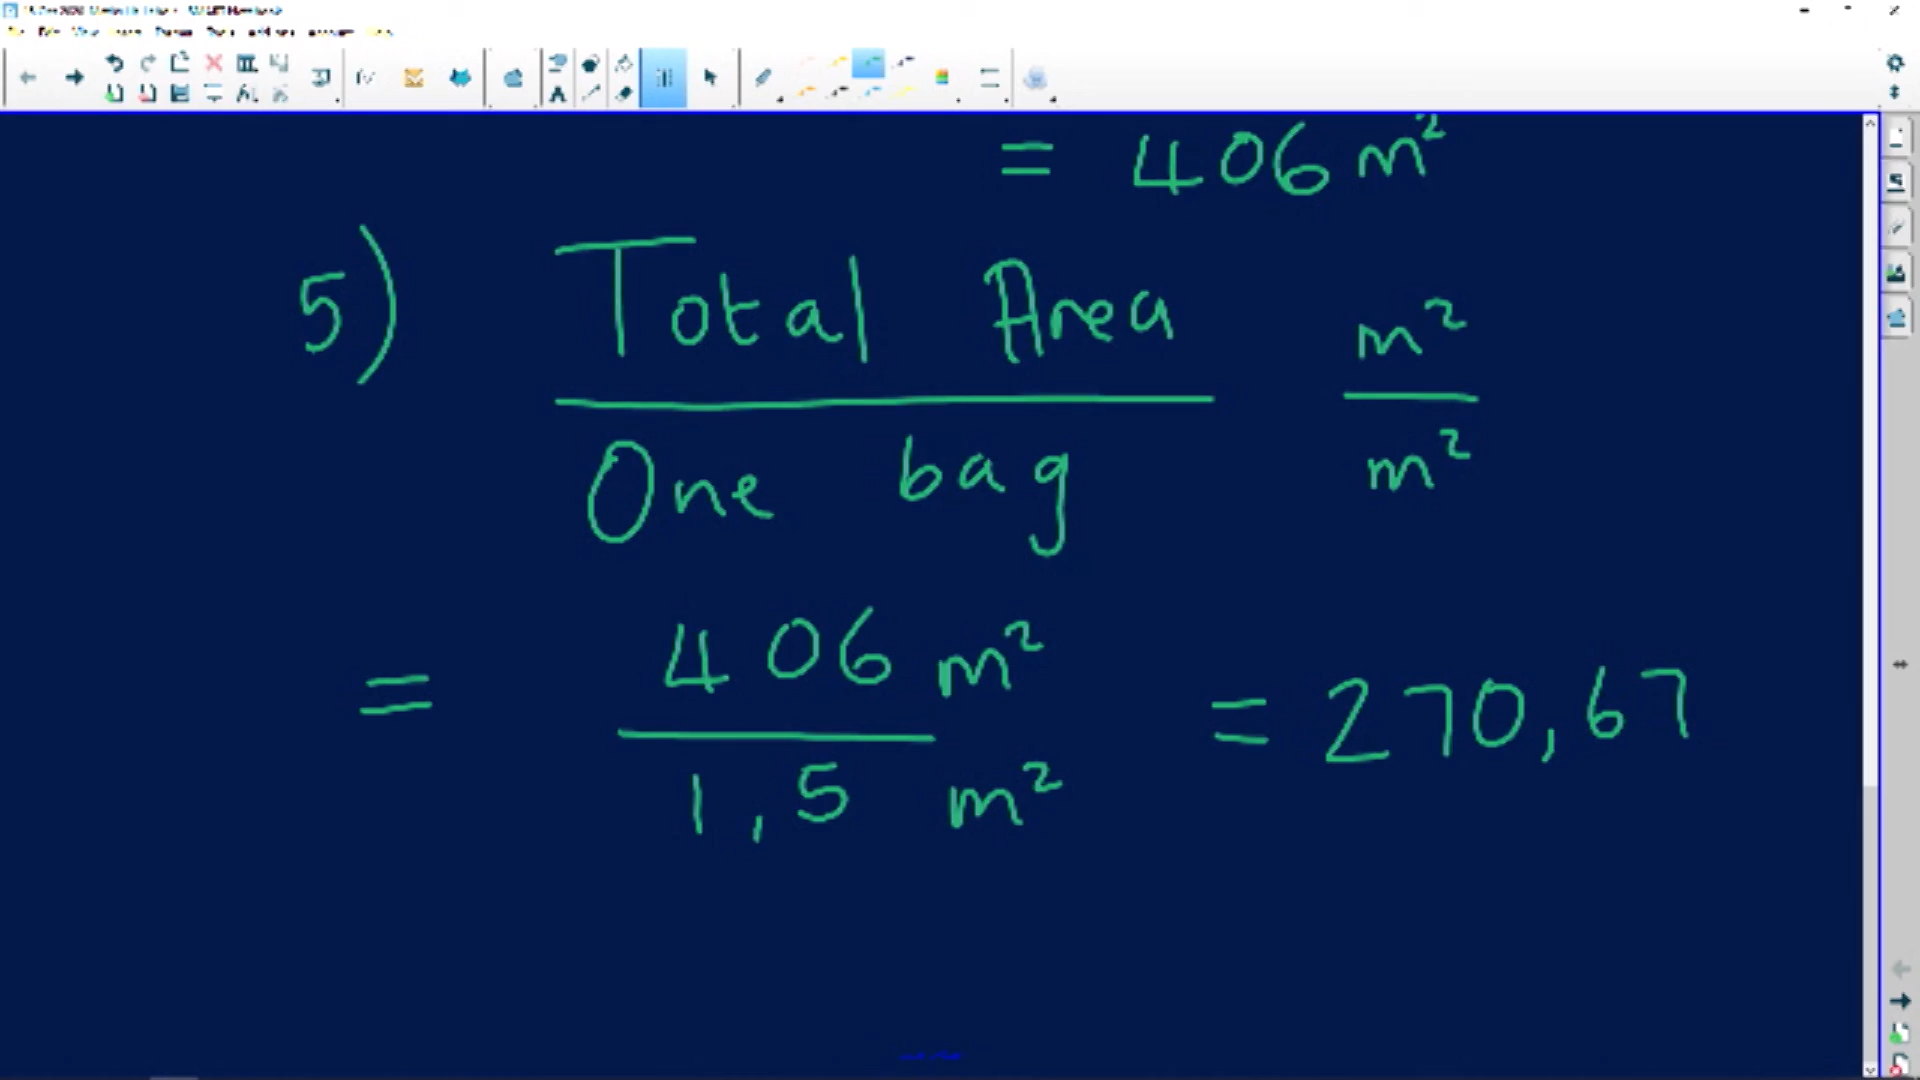 = 406 m²
5) Total Area m²
One bag m²
= 406 m² = 270,67
1,5 m²